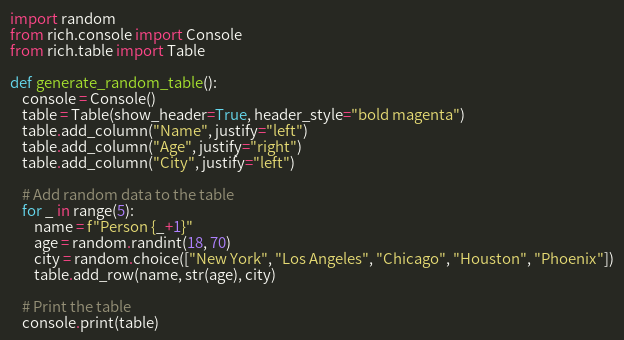 import random
from rich.console import Console
from rich.table import Table

def generate_random_table():
    console = Console()
    table = Table(show_header=True, header_style="bold magenta")
    table.add_column("Name", justify="left")
    table.add_column("Age", justify="right")
    table.add_column("City", justify="left")

    # Add random data to the table
    for _ in range(5):
        name = f"Person {_+1}"
        age = random.randint(18, 70)
        city = random.choice(["New York", "Los Angeles", "Chicago", "Houston", "Phoenix"])
        table.add_row(name, str(age), city)

    # Print the table
    console.print(table)